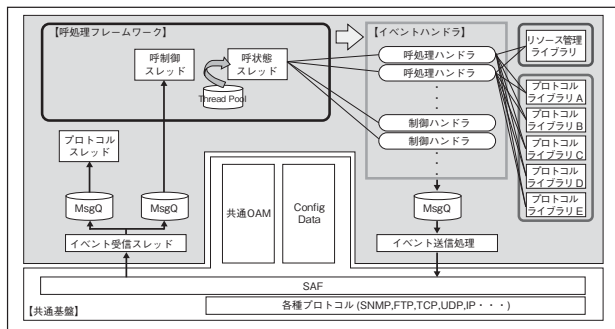 【呼処理フレームワーク】
呼制御
スレッド
呼状態
スレッド
Thread Pool
プロトコル
スレッド
MsgQ
MsgQ
イベント受信スレッド
共通OAM
Config
Data
【イベントハンドラ】
呼処理ハンドラ
呼処理ハンドラ
制御ハンドラ
制御ハンドラ
MsgQ
イベント送信処理
リソース管理
ライブラリ
プロトコル
ライブラリA
プロトコル
ライブラリB
プロトコル
ライブラリC
プロトコル
ライブラリD
プロトコル
ライブラリE
SAF
各種プロトコル(SNMP,FTP,TCP,UDP,IP・・・)
【共通基盤】